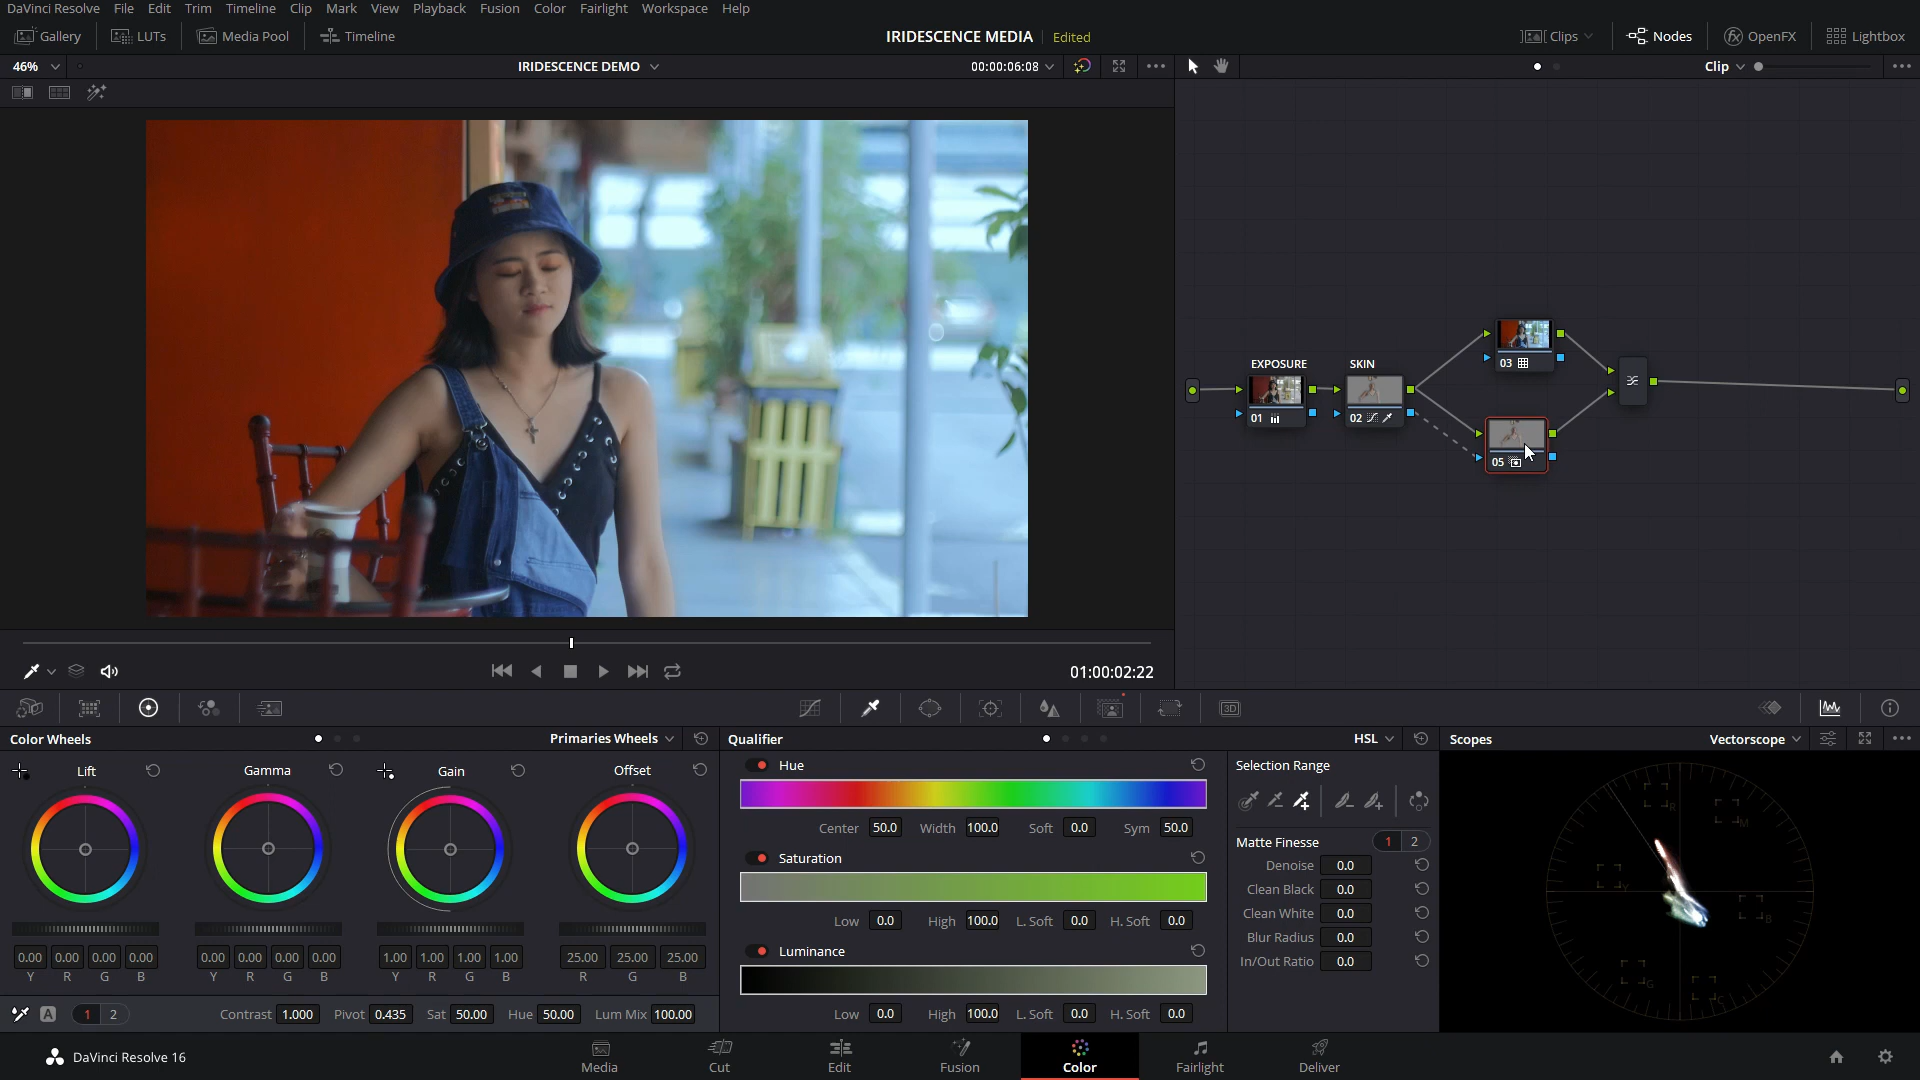 DaVinci Resolve File Edit Trim Timeline Clip Mark View Playback Fusion Color Fairlight Workspace Help
Gallery LUTs Media Pool Timeline IRIDESCENCE MEDIA Edited Clips Nodes OpenFX Lightbox
46% IRIDESCENCE DEMO 00:00:06:08 Clip
EXPOSURE SKIN
03
01 02
05
01:00:02:22
3D
Color Wheels Primaries Wheels Qualifier HSL Scopes Vectorscope
Lift Gamma Gain Offset
Hue
Center 50.0 Width 100.0 Soft 0.0 Sym 50.0
Saturation
Low 0.0 High 100.0 L. Soft 0.0 H. Soft 0.0
Luminance
Low 0.0 High 100.0 L. Soft 0.0 H. Soft 0.0
Selection Range
Matte Finesse 1 2
Denoise 0.0
Clean Black 0.0
Clean White 0.0
Blur Radius 0.0
In/Out Ratio 0.0
R M Y B G C
0.00 0.00 0.00 0.00 0.00 0.00 0.00 0.00 1.00 1.00 1.00 1.00 25.00 25.00 25.00
Y R G B Y R G B Y R G B R G B
A 1 2 Contrast 1.000 Pivot 0.435 Sat 50.00 Hue 50.00 Lum Mix 100.00
DaVinci Resolve 16
Media Cut Edit Fusion Color Fairlight Deliver